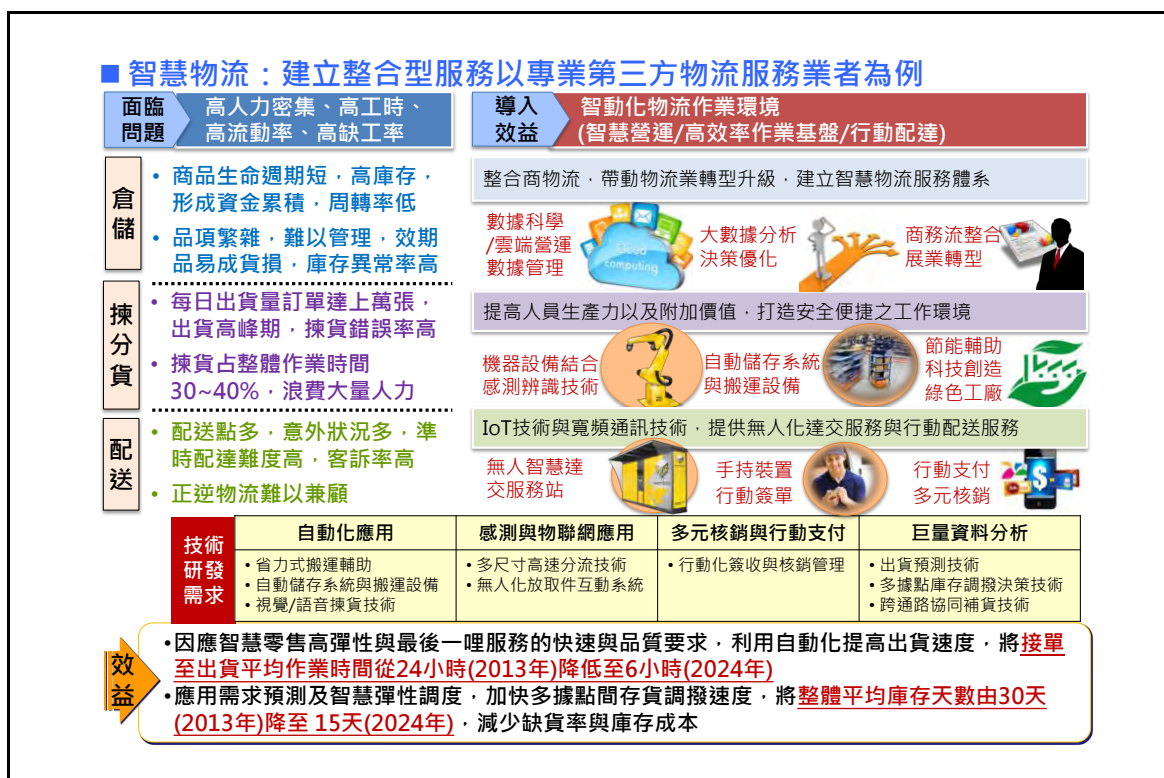 ■ 智慧物流：建立整合型服務以專業第三方物流服務業者為例
面臨
問題
高人力密集、高工時、
高流動率、高缺工率
導入
效益
智動化物流作業環境
(智慧營運/高效率作業基盤/行動配達)
倉
儲
• 商品生命週期短，高庫存，
形成資金累積，周轉率低
• 品項繁雜，難以管理，效期
品易成貨損，庫存異常率高
整合商物流，帶動物流業轉型升級，建立智慧物流服務體系
數據科學
/雲端營運
數據管理
Cloud
computing
大數據分析
決策優化
商務流整合
展業轉型
揀
分
貨
• 每日出貨量訂單達上萬張，
出貨高峰期，揀貨錯誤率高
• 揀貨占整體作業時間
30~40%，浪費大量人力
提高人員生產力以及附加價值，打造安全便捷之工作環境
機器設備結合
感測辨識技術
自動儲存系統
與搬運設備
節能輔助
科技創造
綠色工廠
配
送
• 配送點多，意外狀況多，準
時配達難度高，客訴率高
• 正逆物流難以兼顧
IoT技術與寬頻通訊技術，提供無人化達交服務與行動配送服務
無人智慧達
交服務站
手持裝置
行動簽單
行動支付
多元核銷
$
技術
研發
需求
自動化應用
• 省力式搬運輔助
• 自動儲存系統與搬運設備
• 視覺/語音揀貨技術
感測與物聯網應用
• 多尺寸高速分流技術
• 無人化放取件互動系統
多元核銷與行動支付
• 行動化簽收與核銷管理
巨量資料分析
• 出貨預測技術
• 多據點庫存調撥決策技術
• 跨通路協同補貨技術
效
益
•因應智慧零售高彈性與最後一哩服務的快速與品質要求，利用自動化提高出貨速度，將接單
至出貨平均作業時間從24小時(2013年)降低至6小時(2024年)
•應用需求預測及智慧彈性調度，加快多據點間存貨調撥速度，將整體平均庫存天數由30天
(2013年)降至 15天(2024年)，減少缺貨率與庫存成本